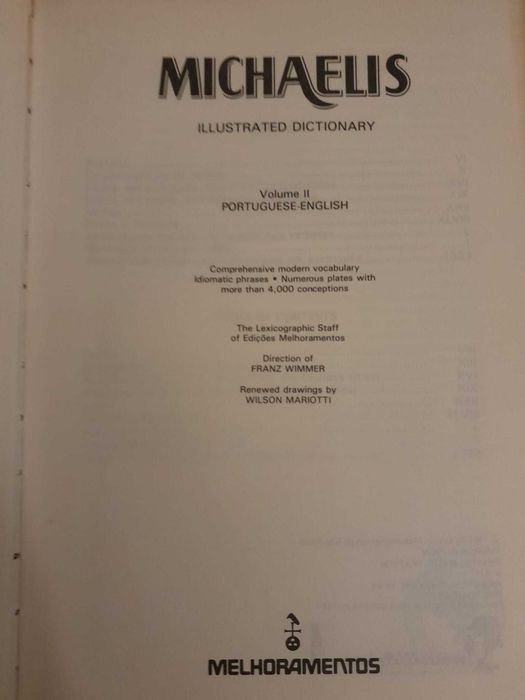 MICHAELIS
ILLUSTRATED DICTIONARY
Volume II
PORTUGUESE-ENGLISH
Comprehensive modern vocabulary
Idiomatic phrases • Numerous plates with
more than 4,000 conceptions
The Lexicographic Staff
of Edições Melhoramentos
Direction of
FRANZ WIMMER
Renewed drawings by
WILSON MARIOTTI
MELHORAMENTOS